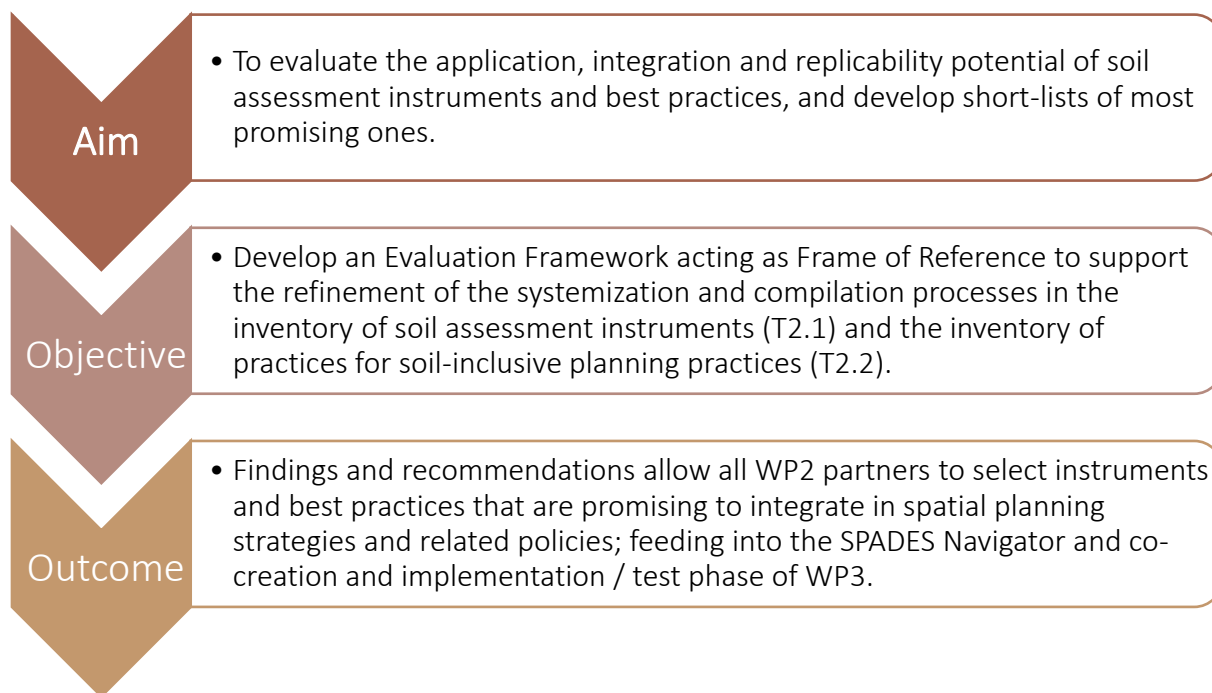 Aim
• To evaluate the application, integration and replicability potential of soil
assessment instruments and best practices, and develop short-lists of most
promising ones.
Objective
• Develop an Evaluation Framework acting as Frame of Reference to support
the refinement of the systemization and compilation processes in the
inventory of soil assessment instruments (T2.1) and the inventory of
practices for soil-inclusive planning practices (T2.2).
Outcome
• Findings and recommendations allow all WP2 partners to select instruments
and best practices that are promising to integrate in spatial planning
strategies and related policies; feeding into the SPADES Navigator and co-
creation and implementation / test phase of WP3.